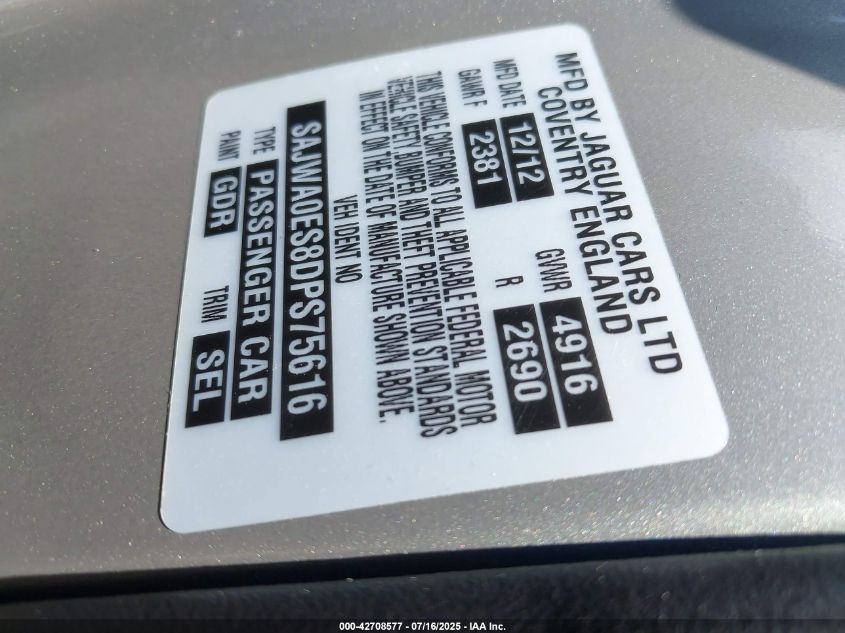 MFD BY JAGUAR CARS LTD
COVENTRY ENGLAND
MFD DATE 12/12 GVWR 4916
GAWR F 2381 R 2690
THIS VEHICLE CONFORMS TO ALL APPLICABLE FEDERAL MOTOR
VEHICLE SAFETY BUMPER AND THEFT PREVENTION STANDARDS
IN EFFECT ON THE DATE OF MANUFACTURE SHOWN ABOVE.
VEH IDENT NO
SAJWA0ES8DPS75616
TYPE PASSENGER CAR
PAINT GDR TRIM SEL
000-42708577 - 07/16/2025 - IAA Inc.